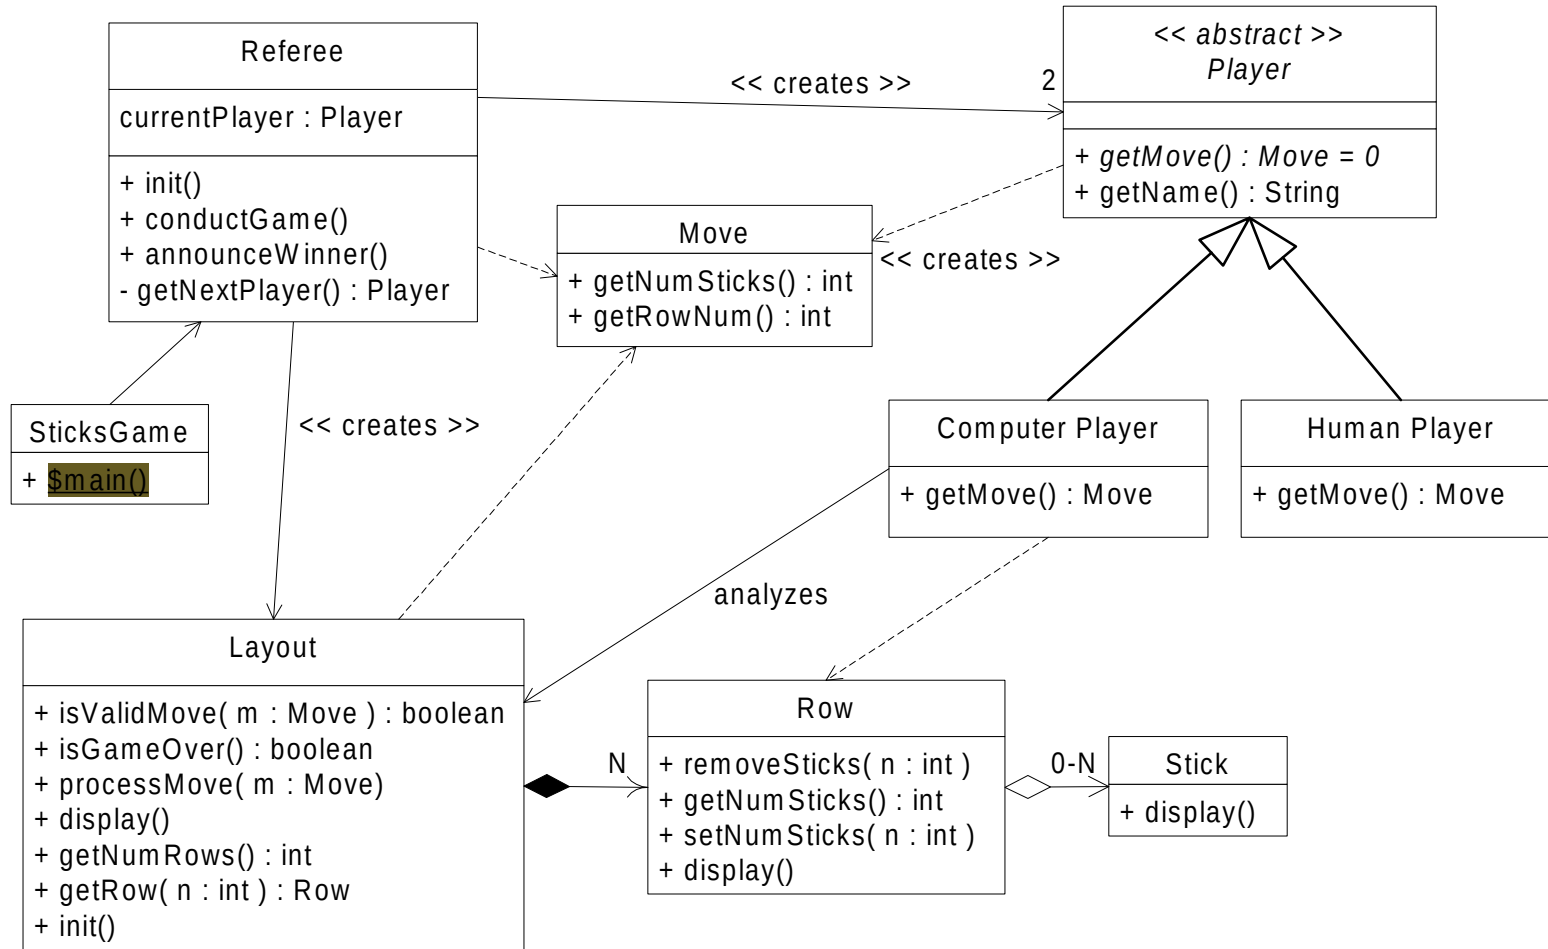 Referee
currentPlayer : Player
+ init()
+ conductGame()
+ announceWinner()
- getNextPlayer() : Player
<< creates >>
2
<< abstract >>
Player
+ getMove() : Move = 0
+ getName() : String
Move
+ getNumSticks() : int
+ getRowNum() : int
<< creates >>
SticksGame
+ $main()
<< creates >>
Computer Player
+ getMove() : Move
Human Player
+ getMove() : Move
analyzes
Layout
+ isValidMove( m : Move ) : boolean
+ isGameOver() : boolean
+ processMove( m : Move)
+ display()
+ getNumRows() : int
+ getRow( n : int ) : Row
+ init()
N
Row
+ removeSticks( n : int )
+ getNumSticks() : int
+ setNumSticks( n : int )
+ display()
0-N
Stick
+ display()